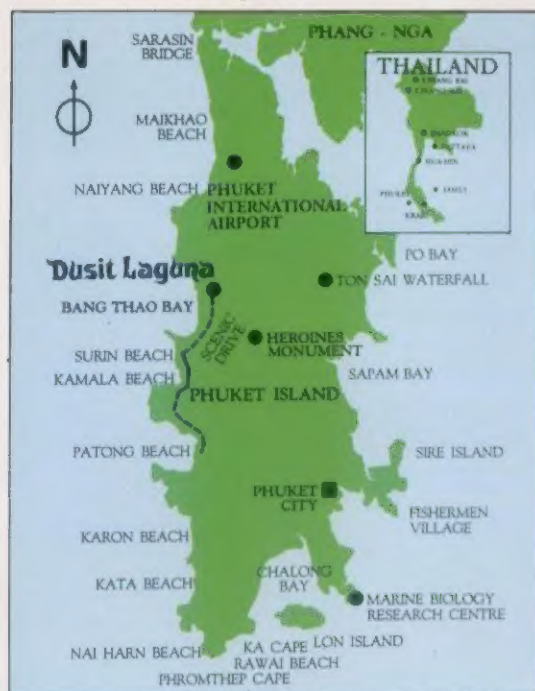 SARASIN
BRIDGE
PHANG - NGA
N
THAILAND
MAIKHAO
BEACH
PATTAYA
PHUKET
NAIYANG BEACH
PHUKET
INTERNATIONAL
AIRPORT
PO BAY
Dusit Laguna
TON SAI WATERFALL
BANG THAO BAY
SCENIC
DRIVE
HEROINES
MONUMENT
SURIN BEACH
KAMALA BEACH
SAPAM BAY
PHUKET ISLAND
PATONG BEACH
SIRE ISLAND
PHUKET
CITY
FISHERMEN
VILLAGE
KARON BEACH
KATA BEACH
CHALONG
BAY
MARINE BIOLOGY
RESEARCH CENTRE
LON ISLAND
KA CAPE
NAI HARN BEACH
RAWAI BEACH
PHROMTHEP CAPE